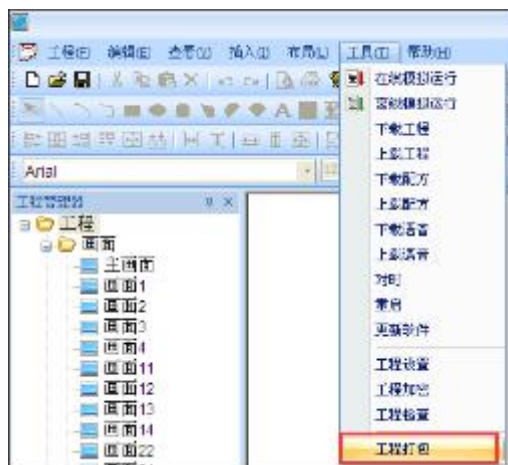 工程(E) 编辑(E) 查看(V) 插入(I) 布局(L) 工具(T) 帮助(H)
在线模拟运行
离线模拟运行
下载工程
上载工程
下载配方
上载配方
下载语音
上载语音
对时
重启
更新软件
工程设置
工程加密
工程检查
工程打包
Arial
工程管理器
工程
画面
主画面
画面1
画面2
画面3
画面4
画面11
画面12
画面13
画面14
画面22